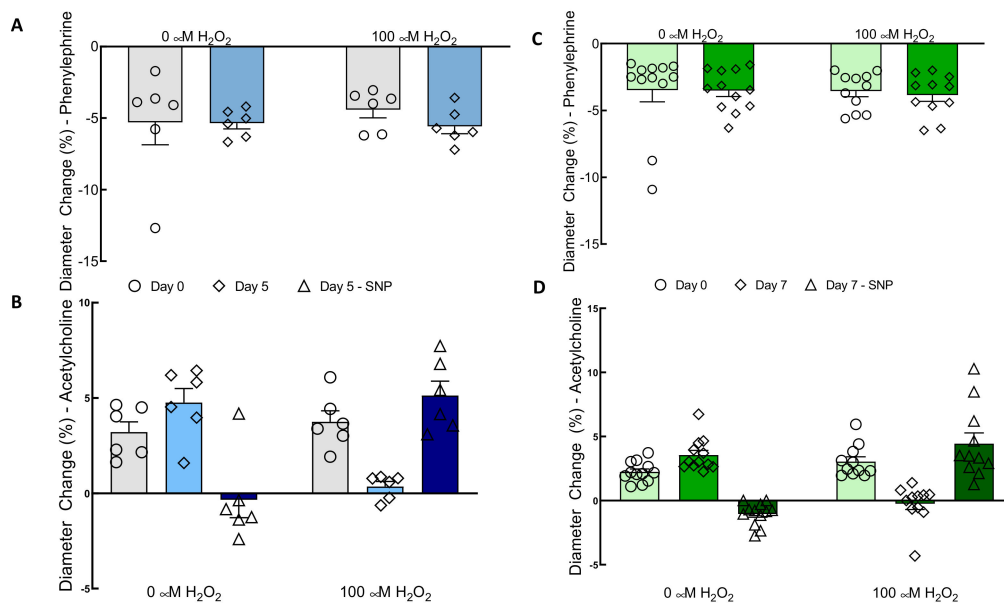 A
0 ∝M H₂O₂
100 ∝M H₂O₂
Diameter Change (%) - Phenylephrine
0
-5
-10
-15
Day 0
Day 5
Day 5 - SNP
B
Diameter Change (%) - Acetylcholine
10
5
0
-5
0 ∝M H₂O₂
100 ∝M H₂O₂
C
0 ∝M H₂O₂
100 ∝M H₂O₂
Diameter Change (%) - Phenylephrine
0
-5
-10
-15
Day 0
Day 7
Day 7 - SNP
D
Diameter Change (%) - Acetylcholine
15
10
5
0
-5
0 ∝M H₂O₂
100 ∝M H₂O₂